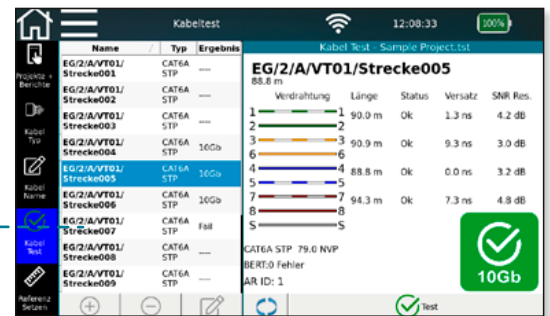 Kabeltest 12:08:33 100%
Projekte +
Berichte
Kabel
Typ
Kabel
Name
Kabel
Test
Referenz
Setzen
Name / Typ Ergebnis
EG/2/A/VT01/
Strecke001 CAT6A
STP ---
EG/2/A/VT01/
Strecke002 CAT6A
STP ---
EG/2/A/VT01/
Strecke003 CAT6A
STP ---
EG/2/A/VT01/
Strecke004 CAT6A
STP 10Gb
EG/2/A/VT01/
Strecke005 CAT6A
STP 10Gb
EG/2/A/VT01/
Strecke006 CAT6A
STP 10Gb
EG/2/A/VT01/
Strecke007 CAT6A
STP Fail
EG/2/A/VT01/
Strecke008 CAT6A
STP ---
EG/2/A/VT01/
Strecke009 CAT6A
STP ---
Kabel Test - Sample Project.tst
EG/2/A/VT01/Strecke005
88.8 m
Verdrahtung Länge Status Versatz SNR Res.
1 1 90.0 m Ok 1.3 ns 4.2 dB
2 2
3 3 90.9 m Ok 9.3 ns 3.0 dB
6 6
4 4 88.8 m Ok 0.0 ns 3.2 dB
5 5
7 7 94.3 m Ok 7.3 ns 4.8 dB
8 8
S S
CAT6A STP 79.0 NVP
BERT:0 Fehler
AR ID: 1
10Gb
Test